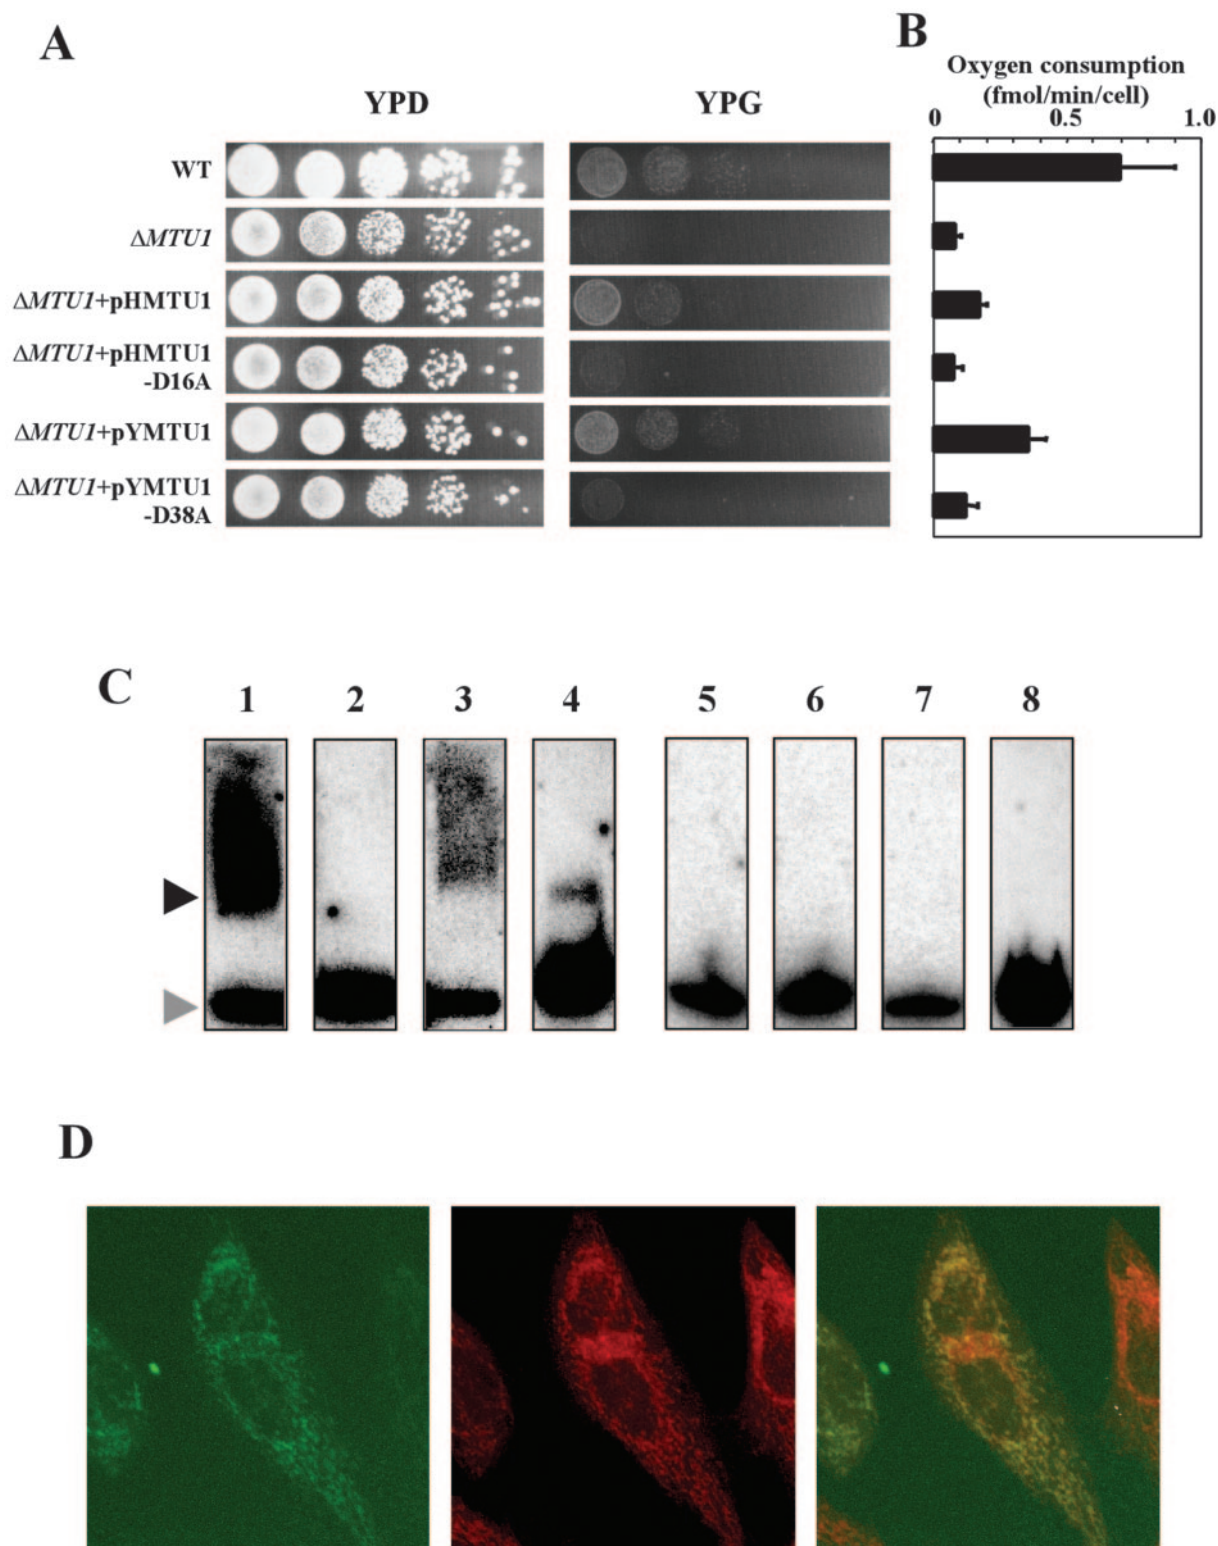 A
B
Oxygen consumption
(fmol/min/cell)
0 0.5 1.0
YPD YPG
WT
ΔMTU1
ΔMTU1+pHMTU1
ΔMTU1+pHMTU1
-D16A
ΔMTU1+pYMTU1
ΔMTU1+pYMTU1
-D38A
C
1 2 3 4 5 6 7 8
D